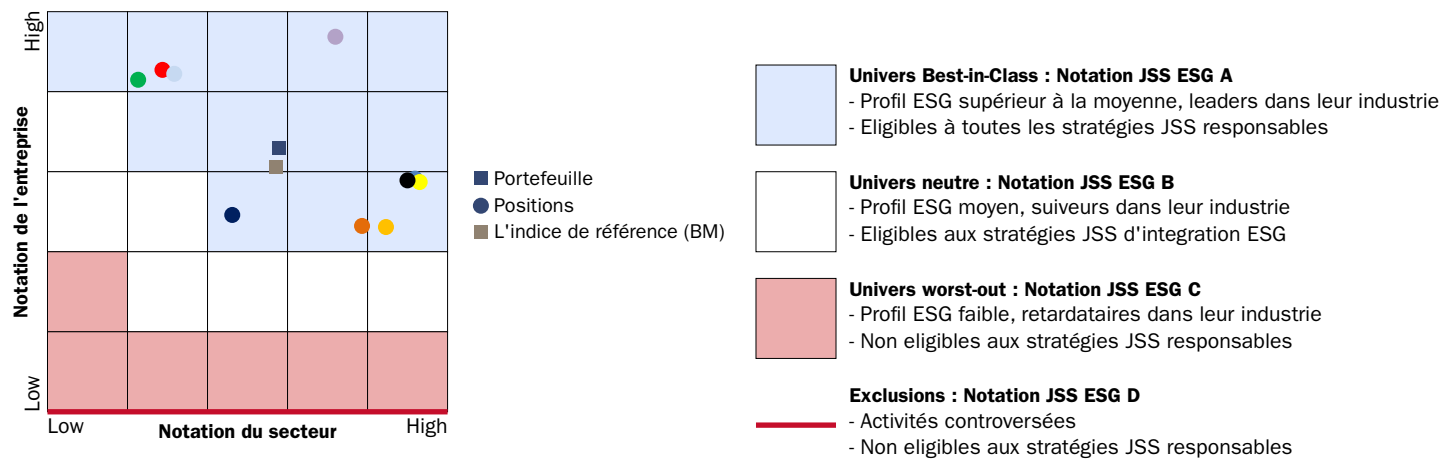 High
Notation de l'entreprise
Low
Low
Notation du secteur
High
Portefeuille
Positions
L'indice de référence (BM)
Univers Best-in-Class : Notation JSS ESG A
- Profil ESG supérieur à la moyenne, leaders dans leur industrie
- Eligibles à toutes les stratégies JSS responsables
Univers neutre : Notation JSS ESG B
- Profil ESG moyen, suiveurs dans leur industrie
- Eligibles aux stratégies JSS d'integration ESG
Univers worst-out : Notation JSS ESG C
- Profil ESG faible, retardataires dans leur industrie
- Non eligibles aux stratégies JSS responsables
Exclusions : Notation JSS ESG D
- Activités controversées
- Non eligibles aux stratégies JSS responsables